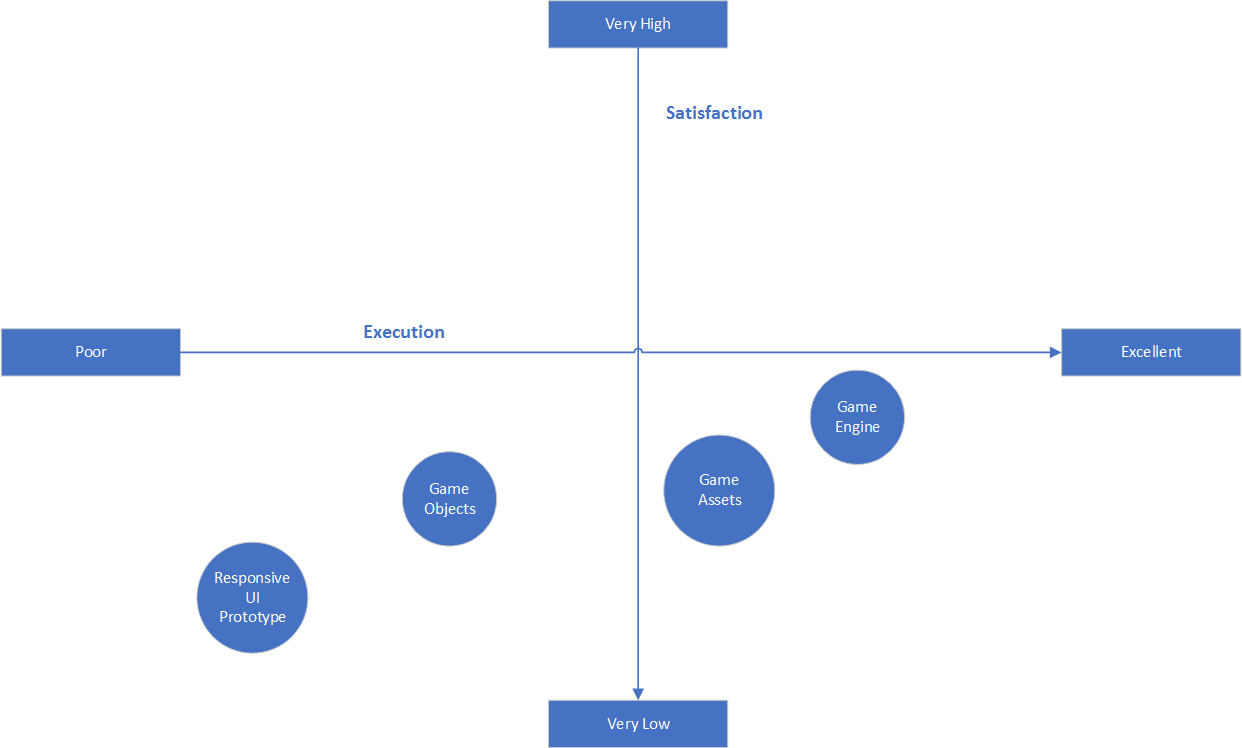 Very High
Satisfaction
Execution
Poor
Excellent
Game
Engine
Game
Objects
Game
Assets
Responsive
UI
Prototype
Very Low